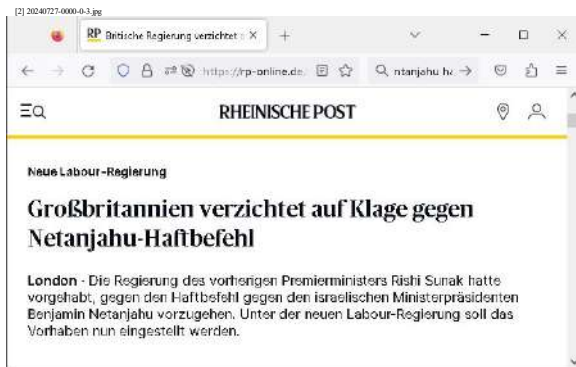 [2] 20240727-0000-0-3.jpg
RP Britische Regierung verzichtet
https://rp-online.de.
ntanjahu ha
RHEINISCHE POST
Neue Labour-Regierung
Großbritannien verzichtet auf Klage gegen
Netanjahu-Haftbefehl
London - Die Regierung des vorherigen Premierministers Rishi Sunak hatte
vorgehabt, gegen den Haftbefehl gegen den israelischen Ministerpräsidenten
Benjamin Netanjahu vorzugehen. Unter der neuen Labour-Regierung soll das
Vorhaben nun eingestellt werden.